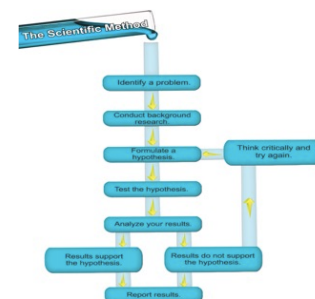 The Scientific Method
Identify a problem.
Conduct background
research.
Formulate a
hypothesis.
Think critically and
try again.
Test the hypothesis.
Analyze your results.
Results support
the hypothesis.
Results do not support
the hypothesis.
Report results.